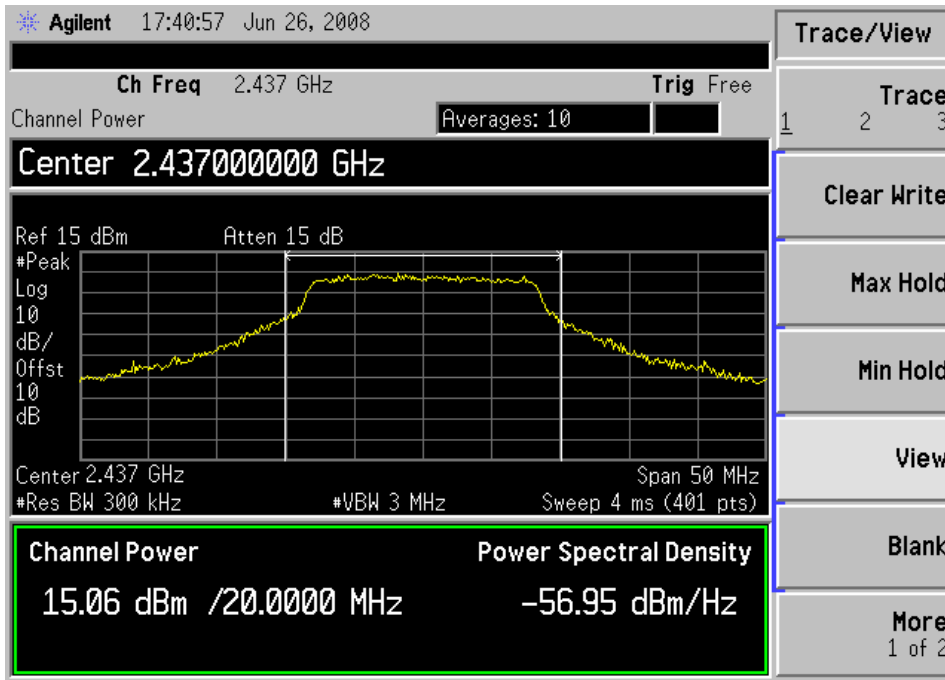 Agilent 17:40:57 Jun 26, 2008
Trace/View
Ch Freq 2.437 GHz
Trig Free
Channel Power
Averages: 10
Trace
1 2 3
Center 2.437000000 GHz
Clear Write
Ref 15 dBm
Atten 15 dB
#Peak
Log
10
dB/
Offst
10
dB
Max Hold
Min Hold
View
Center 2.437 GHz
Span 50 MHz
#Res BW 300 kHz
#VBW 3 MHz
Sweep 4 ms (401 pts)
Channel Power
Power Spectral Density
15.06 dBm /20.0000 MHz
-56.95 dBm/Hz
Blank
More
1 of 2